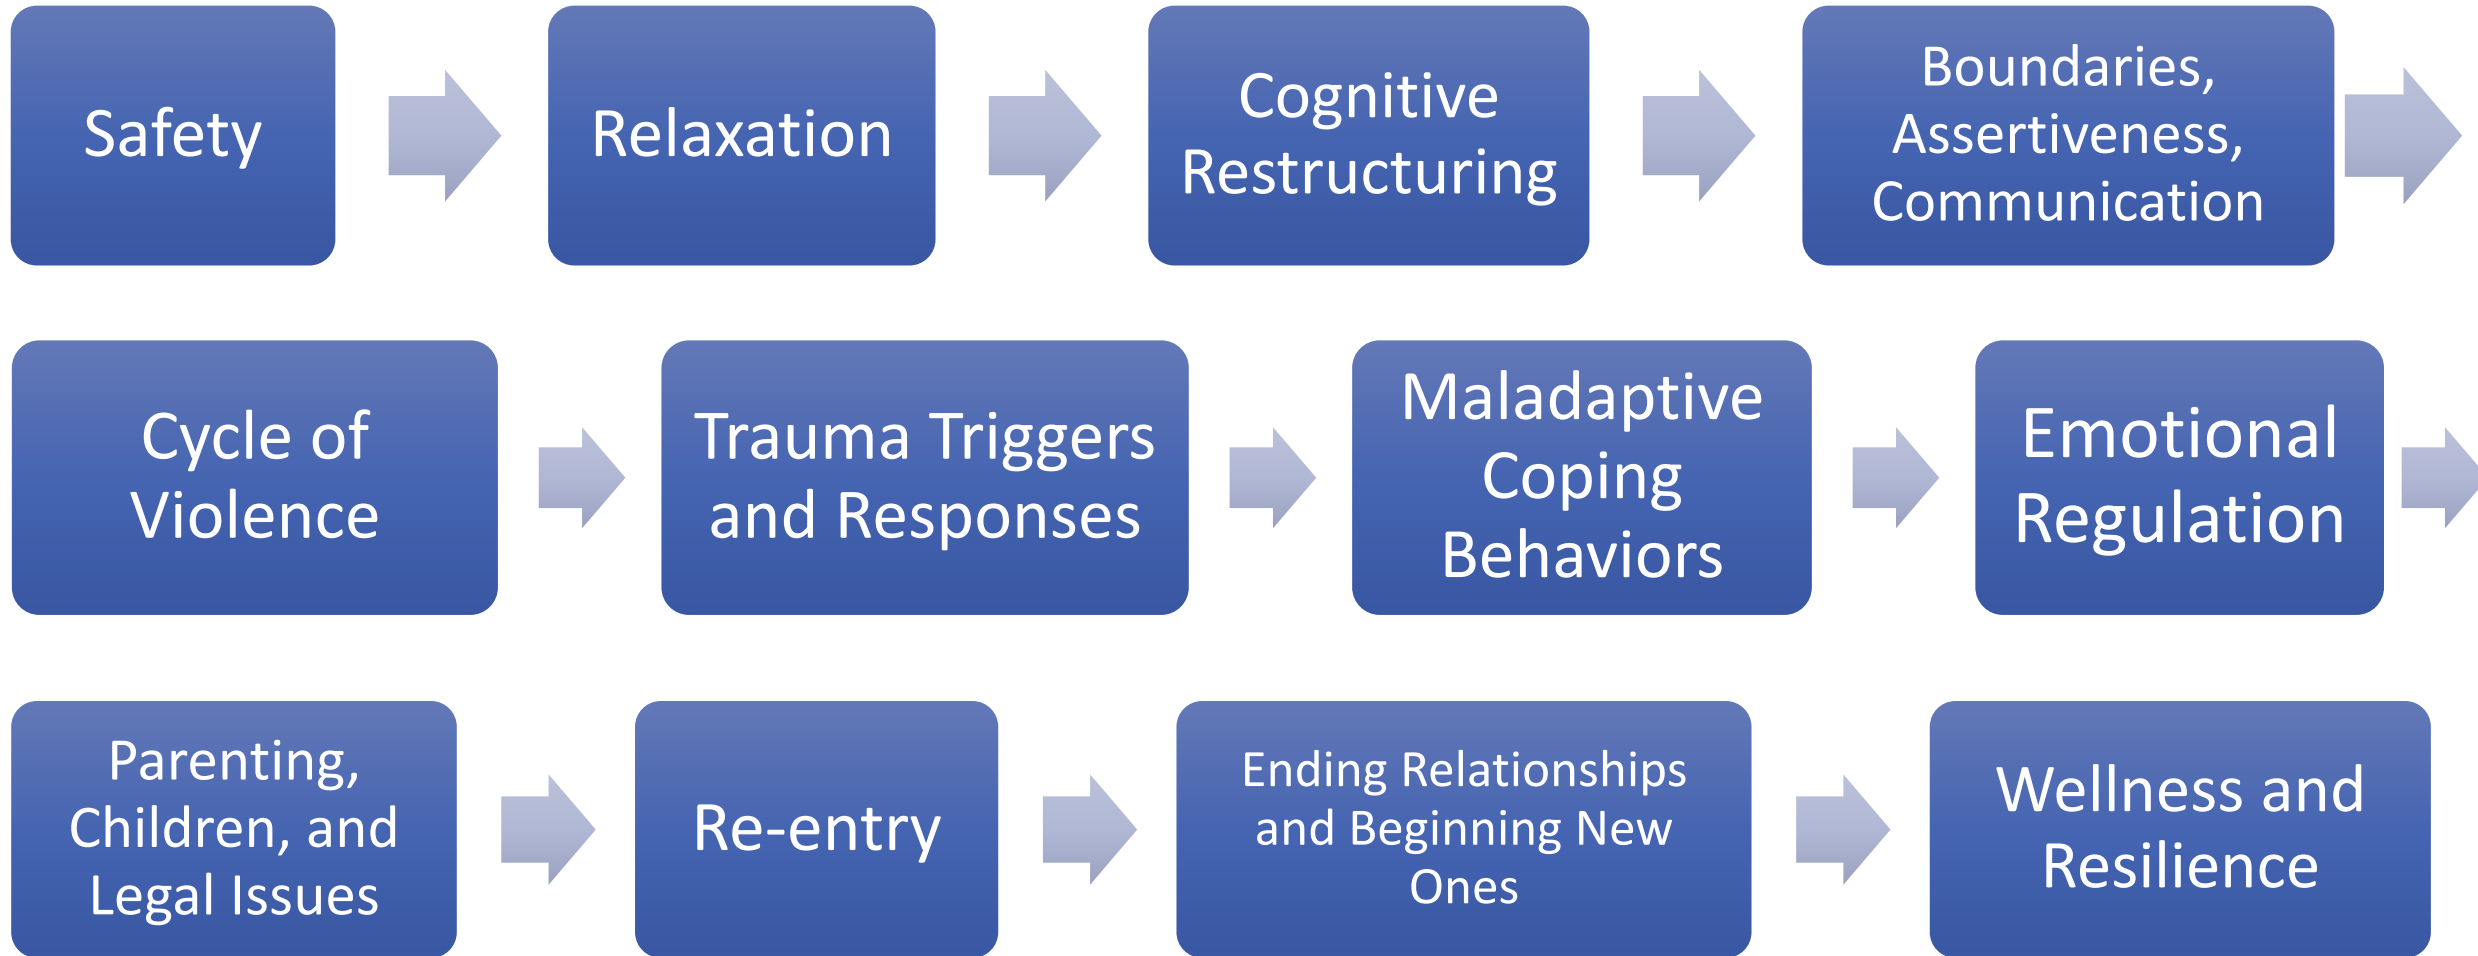 Safety
Relaxation
Cognitive
Restructuring
Boundaries,
Assertiveness,
Communication
Cycle of
Violence
Trauma Triggers
and Responses
Maladaptive
Coping
Behaviors
Emotional
Regulation
Parenting,
Children, and
Legal Issues
Re-entry
Ending Relationships
and Beginning New
Ones
Wellness and
Resilience